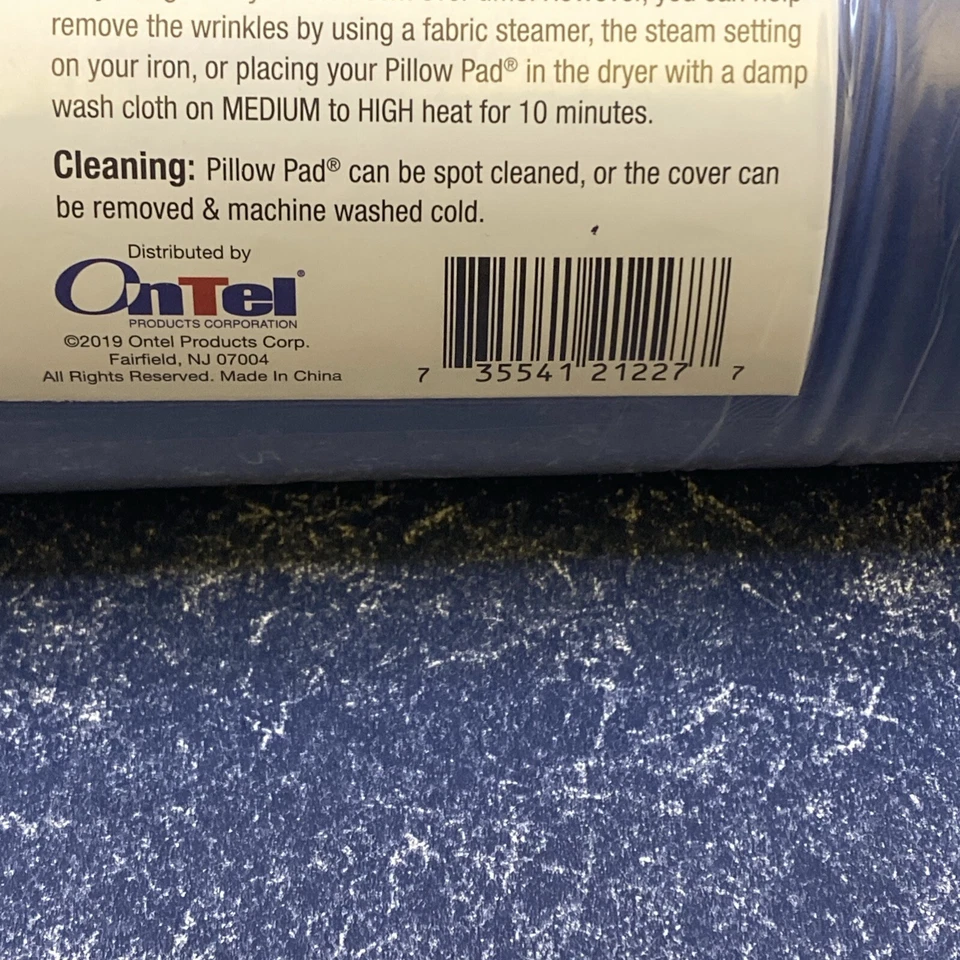 remove the wrinkles by using a fabric steamer, the steam setting
on your iron, or placing your Pillow Pad® in the dryer with a damp
wash cloth on MEDIUM to HIGH heat for 10 minutes.
Cleaning: Pillow Pad® can be spot cleaned, or the cover can
be removed & machine washed cold.
Distributed by
OnTel®
PRODUCTS CORPORATION
©2019 Ontel Products Corp.
Fairfield, NJ 07004
All Rights Reserved. Made In China
7 35541 21227 7